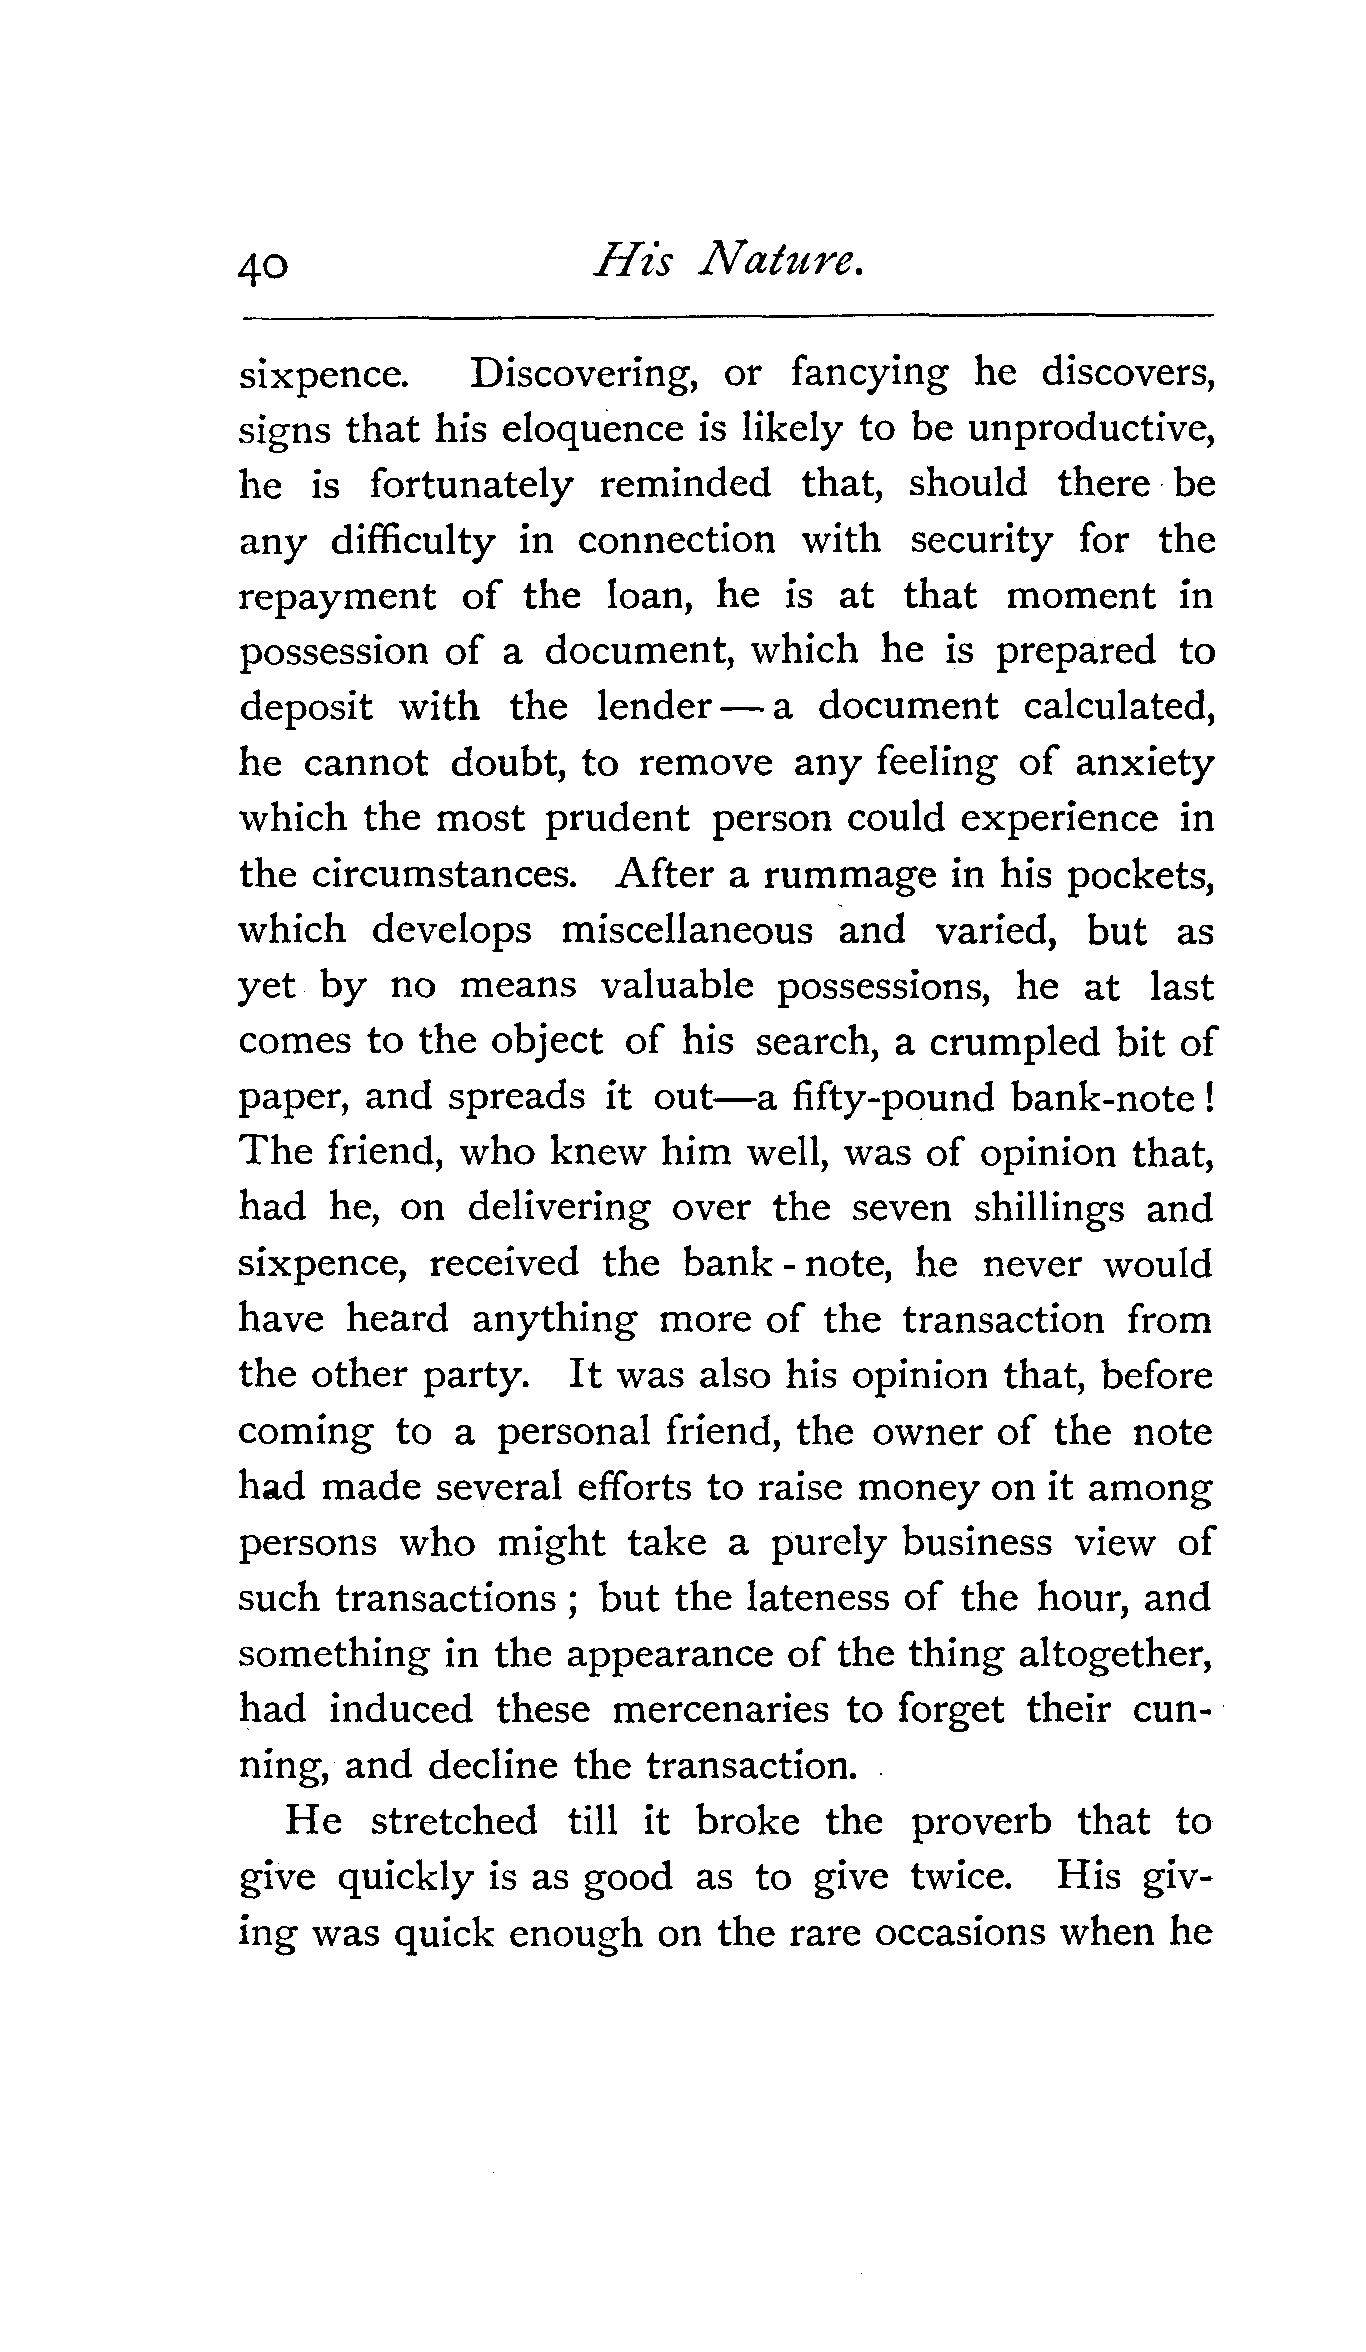 40 His Nature.
sixpence. Discovering, or fancying he discovers,
signs that his eloquence is likely to be unproductive,
he is fortunately reminded that, should there be
any difficulty in connection with security for the
repayment of the loan, he is at that moment in
possession of a document, which he is prepared to
deposit with the lender — a document calculated,
he cannot doubt, to remove any feeling of anxiety
which the most prudent person could experience in
the circumstances. After a rummage in his pockets,
which develops miscellaneous and varied, but as
yet by no means valuable possessions, he at last
comes to the object of his search, a crumpled bit of
paper, and spreads it out—a fifty-pound bank-note !
The friend, who knew him well, was of opinion that,
had he, on delivering over the seven shillings and
sixpence, received the bank - note, he never would
have heard anything more of the transaction from
the other party. It was also his opinion that, before
coming to a personal friend, the owner of the note
had made several efforts to raise money on it among
persons who might take a purely business view of
such transactions ; but the lateness of the hour, and
something in the appearance of the thing altogether,
had induced these mercenaries to forget their cun-
ning, and decline the transaction.
He stretched till it broke the proverb that to
give quickly is as good as to give twice. His giv-
ing was quick enough on the rare occasions when he